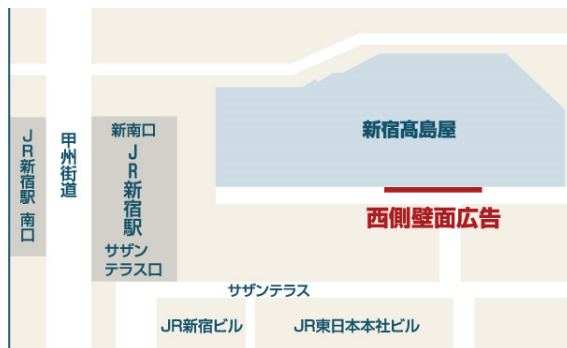 JR新宿駅 南口
甲州街道
新南口
JR新宿駅
サザン
テラス口
新宿髙島屋
西側壁面広告
サザンテラス
JR新宿ビル
JR東日本本社ビル